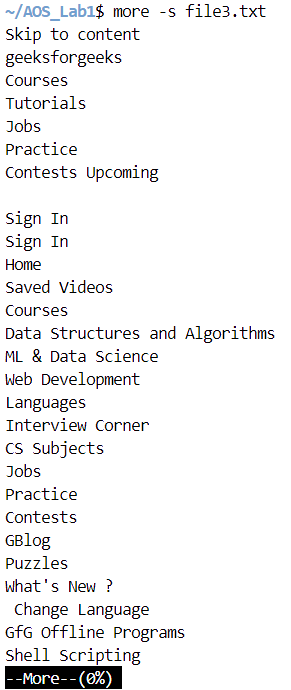 ~/AOS_Lab1$ more -s file3.txt
Skip to content
geeksforgeeks
Courses
Tutorials
Jobs
Practice
Contests Upcoming

Sign In
Sign In
Home
Saved Videos
Courses
Data Structures and Algorithms
ML & Data Science
Web Development
Languages
Interview Corner
CS Subjects
Jobs
Practice
Contests
GBlog
Puzzles
What's New ?
 Change Language
GfG Offline Programs
Shell Scripting
--More--(0%)